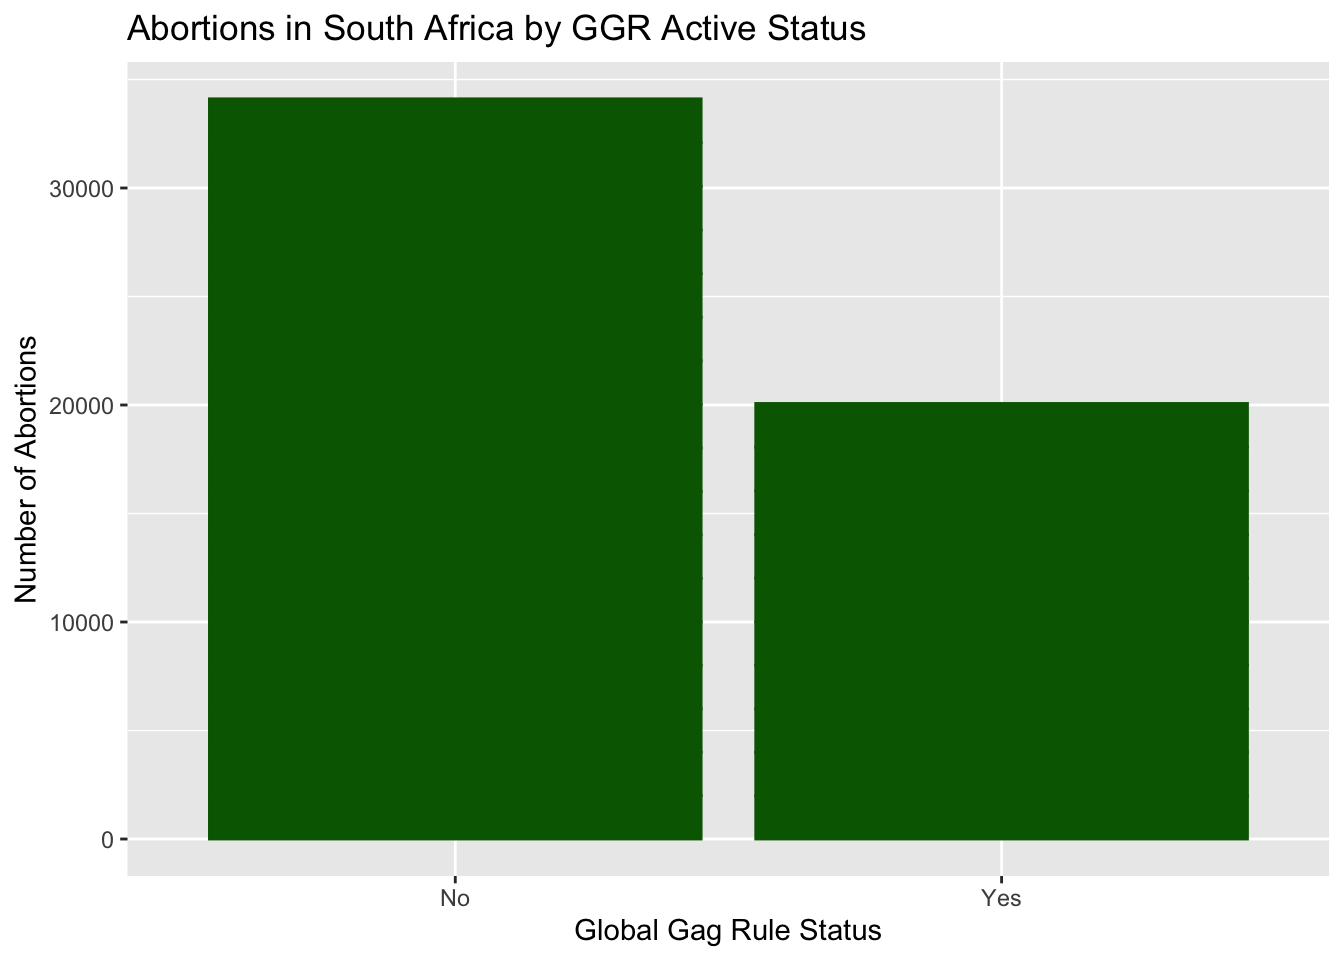 Abortions in South Africa by GGR Active Status
Number of Abortions
30000
20000
10000
0
No Yes
Global Gag Rule Status